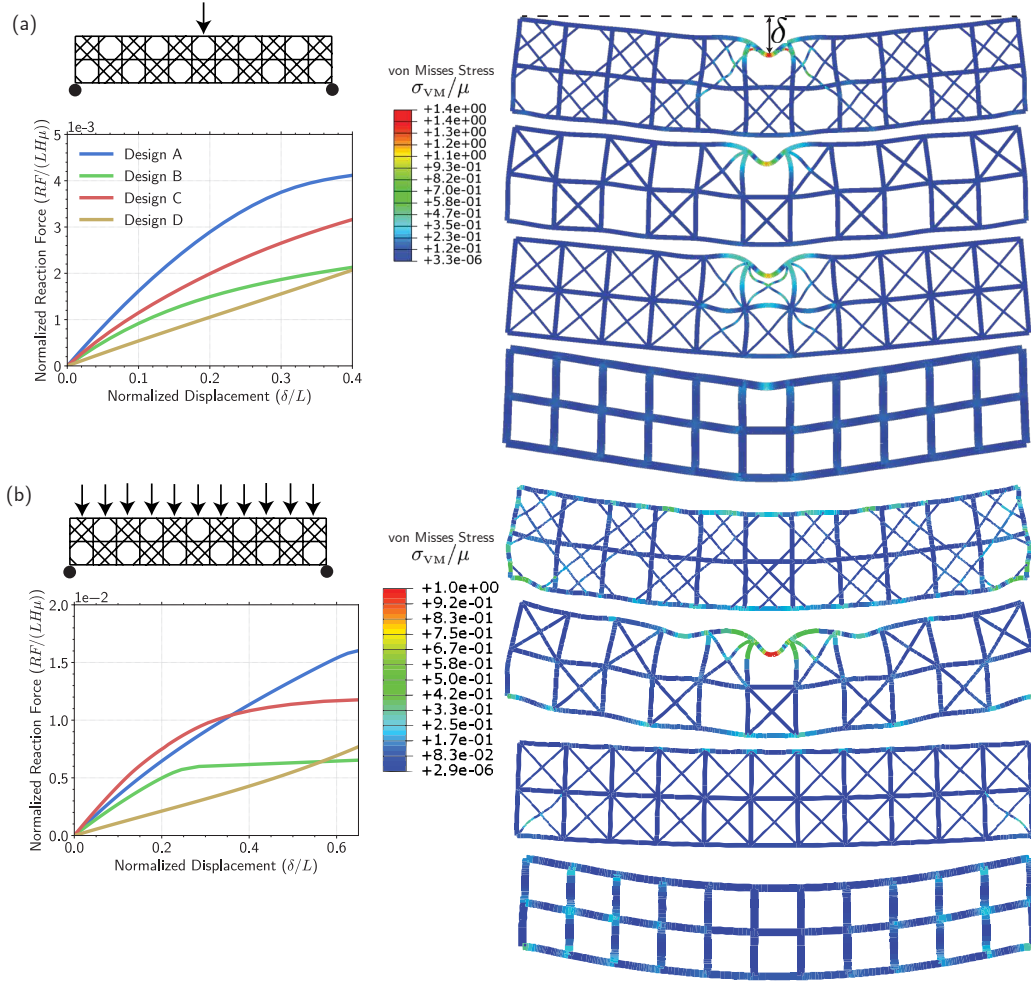 (a)
δ
von Misses Stress
σVM/μ
+1.4e+00
+1.4e+00
+1.3e+00
+1.2e+00
+1.1e+00
+9.3e-01
+8.2e-01
+7.0e-01
+5.8e-01
+4.7e-01
+3.5e-01
+2.3e-01
+1.2e-01
+3.3e-06
1e−3
5
4
3
2
1
0
Design A
Design B
Design C
Design D
Normalized Reaction Force (RF/(LHμ))
0.0 0.1 0.2 0.3 0.4
Normalized Displacement (δ/L)
(b)
von Misses Stress
σVM/μ
+1.0e+00
+9.2e-01
+8.3e-01
+7.5e-01
+6.7e-01
+5.8e-01
+5.0e-01
+4.2e-01
+3.3e-01
+2.5e-01
+1.7e-01
+8.3e-02
+2.9e-06
1e−2
2.0
1.5
1.0
0.5
0.0
Normalized Reaction Force (RF/(LHμ))
0.0 0.2 0.4 0.6
Normalized Displacement (δ/L)